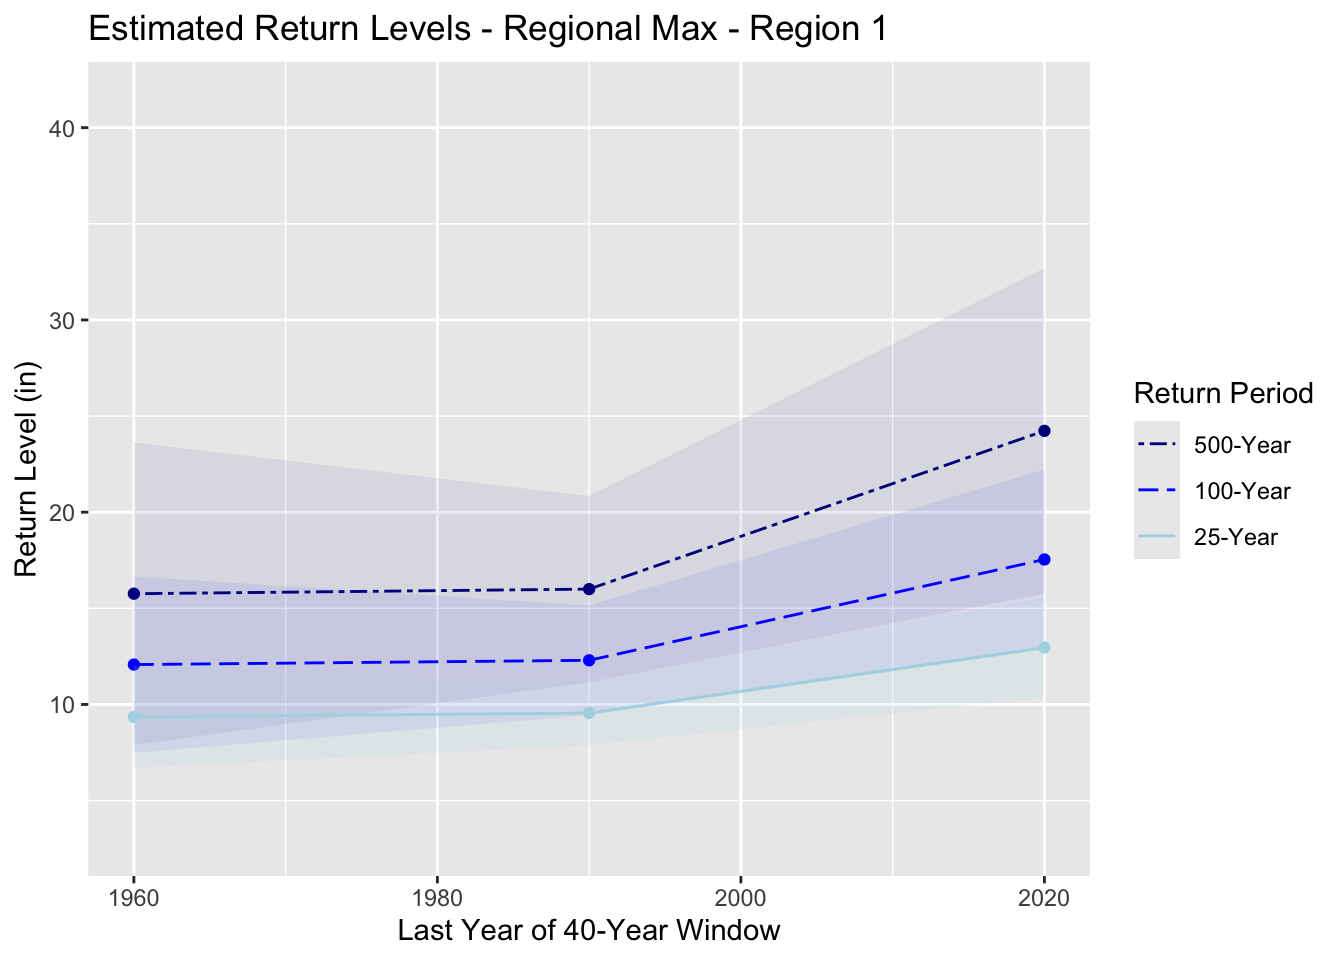 Estimated Return Levels - Regional Max - Region 1
40
30
20
10
Return Level (in)
1960
1980
2000
2020
Last Year of 40-Year Window
Return Period
500-Year
100-Year
25-Year